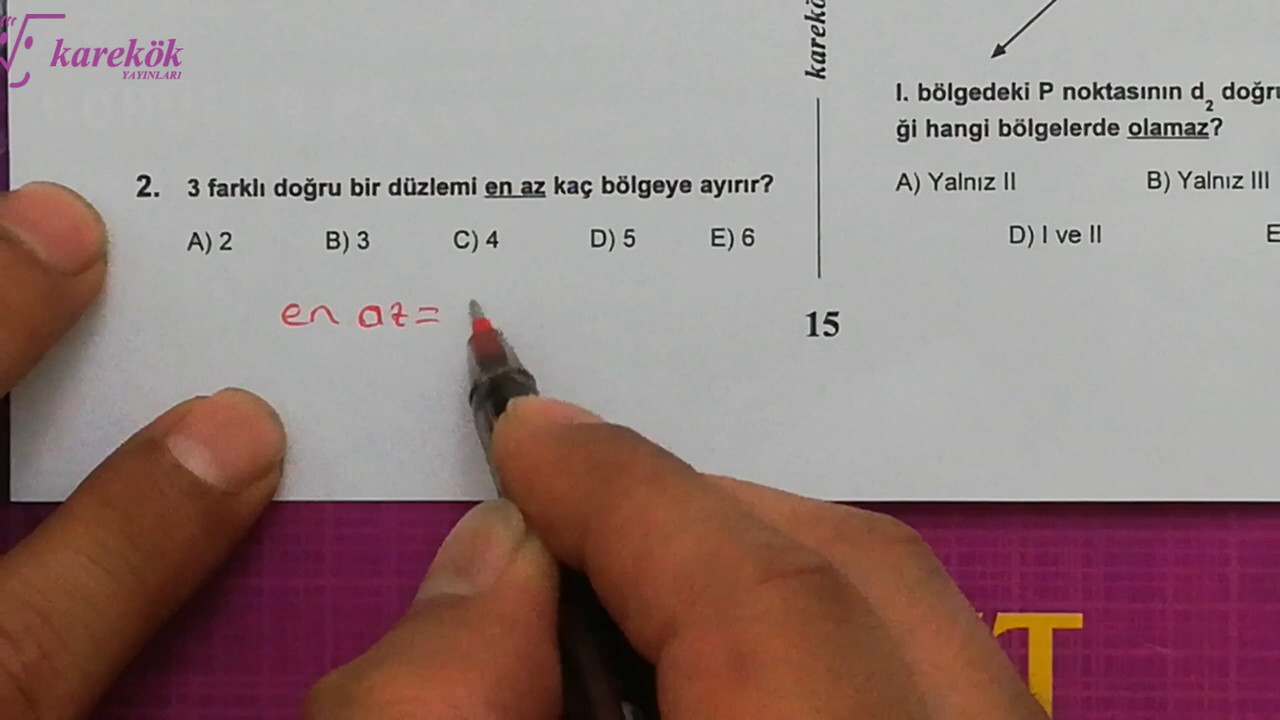 karekök
YAYINLARI
2. 3 farklı doğru bir düzlemi en az kaç bölgeye ayırır?
A) 2 B) 3 C) 4 D) 5 E) 6
en az =
karekö
15
I. bölgedeki P noktasının d₂ doğru
ği hangi bölgelerde olamaz?
A) Yalnız II B) Yalnız III
D) I ve II E